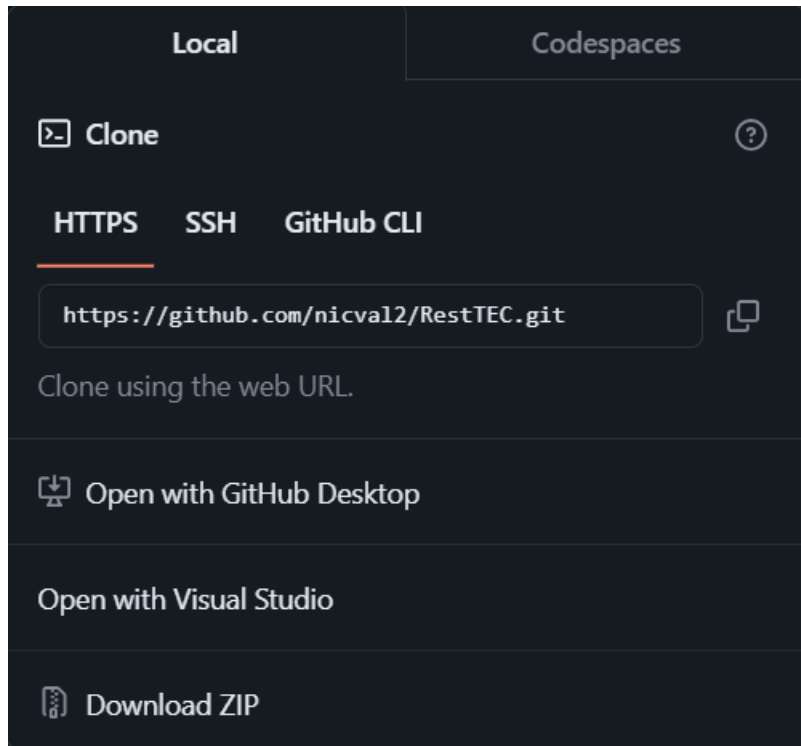 Local Codespaces
Clone
HTTPS SSH GitHub CLI
https://github.com/nicval2/RestTEC.git
Clone using the web URL.
Open with GitHub Desktop
Open with Visual Studio
Download ZIP